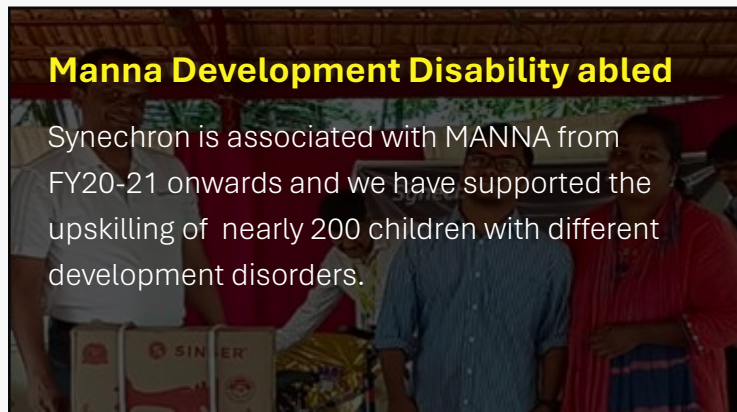 Manna Development Disability abled
Synechron is associated with MANNA from
FY20-21 onwards and we have supported the
upskilling of nearly 200 children with different
development disorders.
SINGER